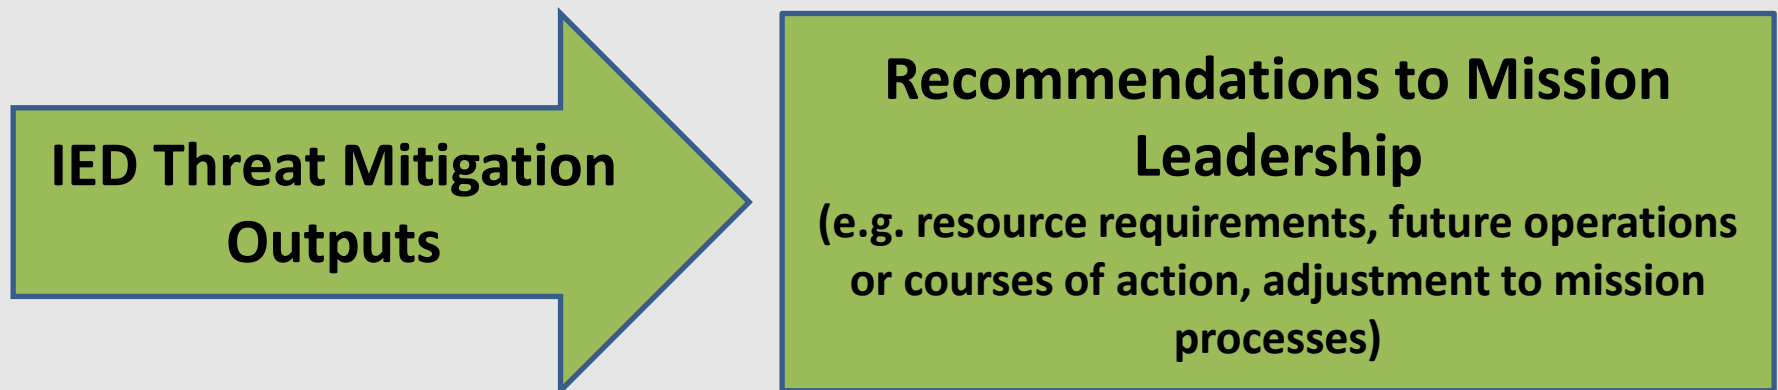 IED Threat Mitigation
Outputs
Recommendations to Mission
Leadership
(e.g. resource requirements, future operations
or courses of action, adjustment to mission
processes)